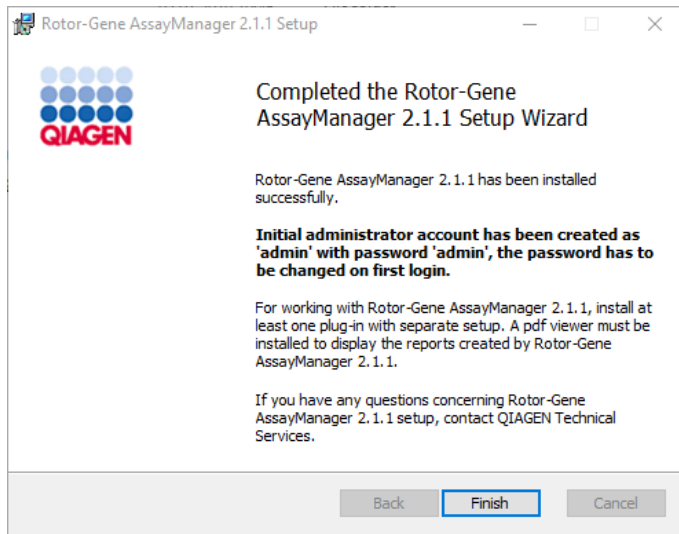 Rotor-Gene AssayManager 2.1.1 Setup
QIAGEN
Completed the Rotor-Gene
AssayManager 2.1.1 Setup Wizard
Rotor-Gene AssayManager 2.1.1 has been installed
successfully.
Initial administrator account has been created as
'admin' with password 'admin', the password has to
be changed on first login.
For working with Rotor-Gene AssayManager 2.1.1, install at
least one plug-in with separate setup. A pdf viewer must be
installed to display the reports created by Rotor-Gene
AssayManager 2.1.1.
If you have any questions concerning Rotor-Gene
AssayManager 2.1.1 setup, contact QIAGEN Technical
Services.
Back Finish Cancel